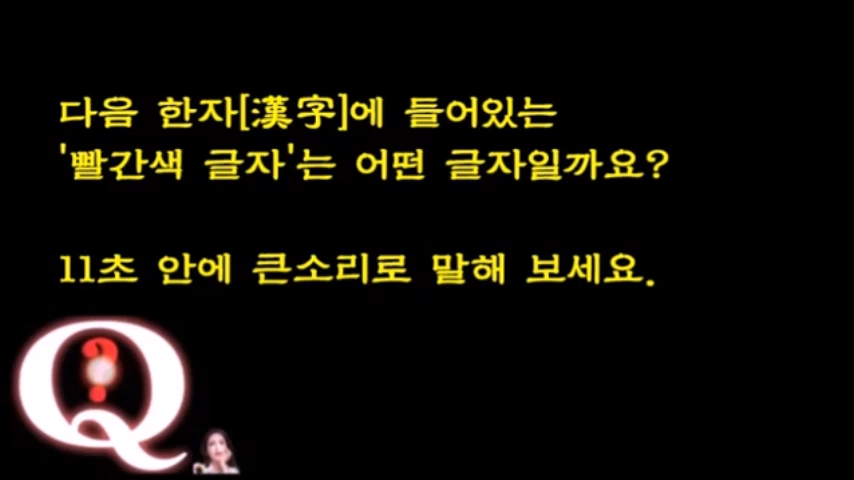 다음 한자[漢字]에 들어있는
'빨간색 글자'는 어떤 글자일까요?
11초 안에 큰소리로 말해 보세요.
Q
?